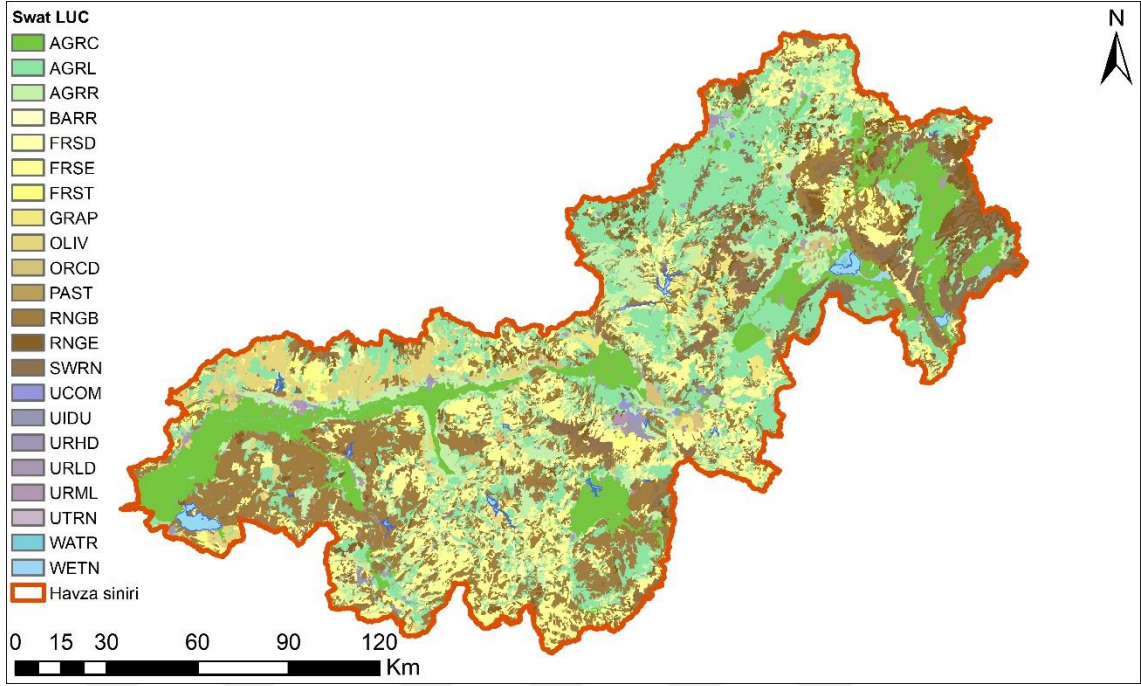 Swat LUC
N
AGRC
AGRL
AGRR
BARR
FRSD
FRSE
FRST
GRAP
OLIV
ORCD
PAST
RNGB
RNGE
SWRN
UCOM
UIDU
URHD
URLD
URML
UTRN
WATR
WETN
Havza siniri
0 15 30 60 90 120
Km